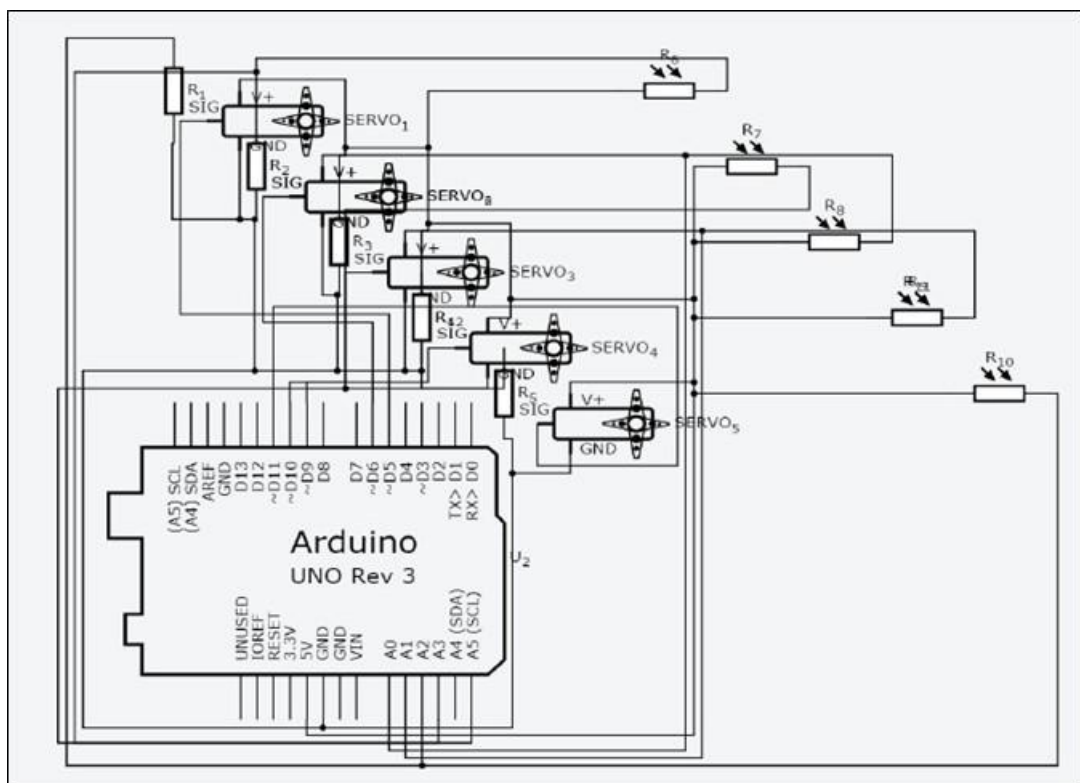 R6
R1
SIG
V+
SERVO1
GND
R2
SIG
V+
SERVO
GND
R3
SIG
V+
SERVO3
ND
SIG
V+
SERVO4
GND
R5
SIG
V+
SERVO5
GND
R7
R8
R10
(A5) SCL
(A4) SDA
AREF
GND
D13
D12
~D11
~D10
~D9
D8
D7
~D6
~D5
D4
~D3
D2
TX> D1
RX> D0
Arduino
UNO Rev 3
U2
UNUSED
IOREF
RESET
3.3V
5V
GND
GND
VIN
A0
A1
A2
A3
A4 (SDA)
A5 (SCL)